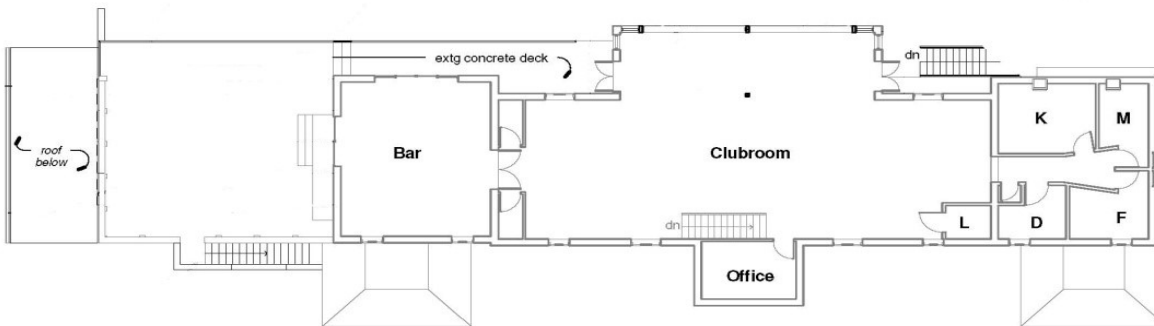 extg concrete deck
dn
roof
below
Bar
Clubroom
K
M
dn
L
D
F
Office